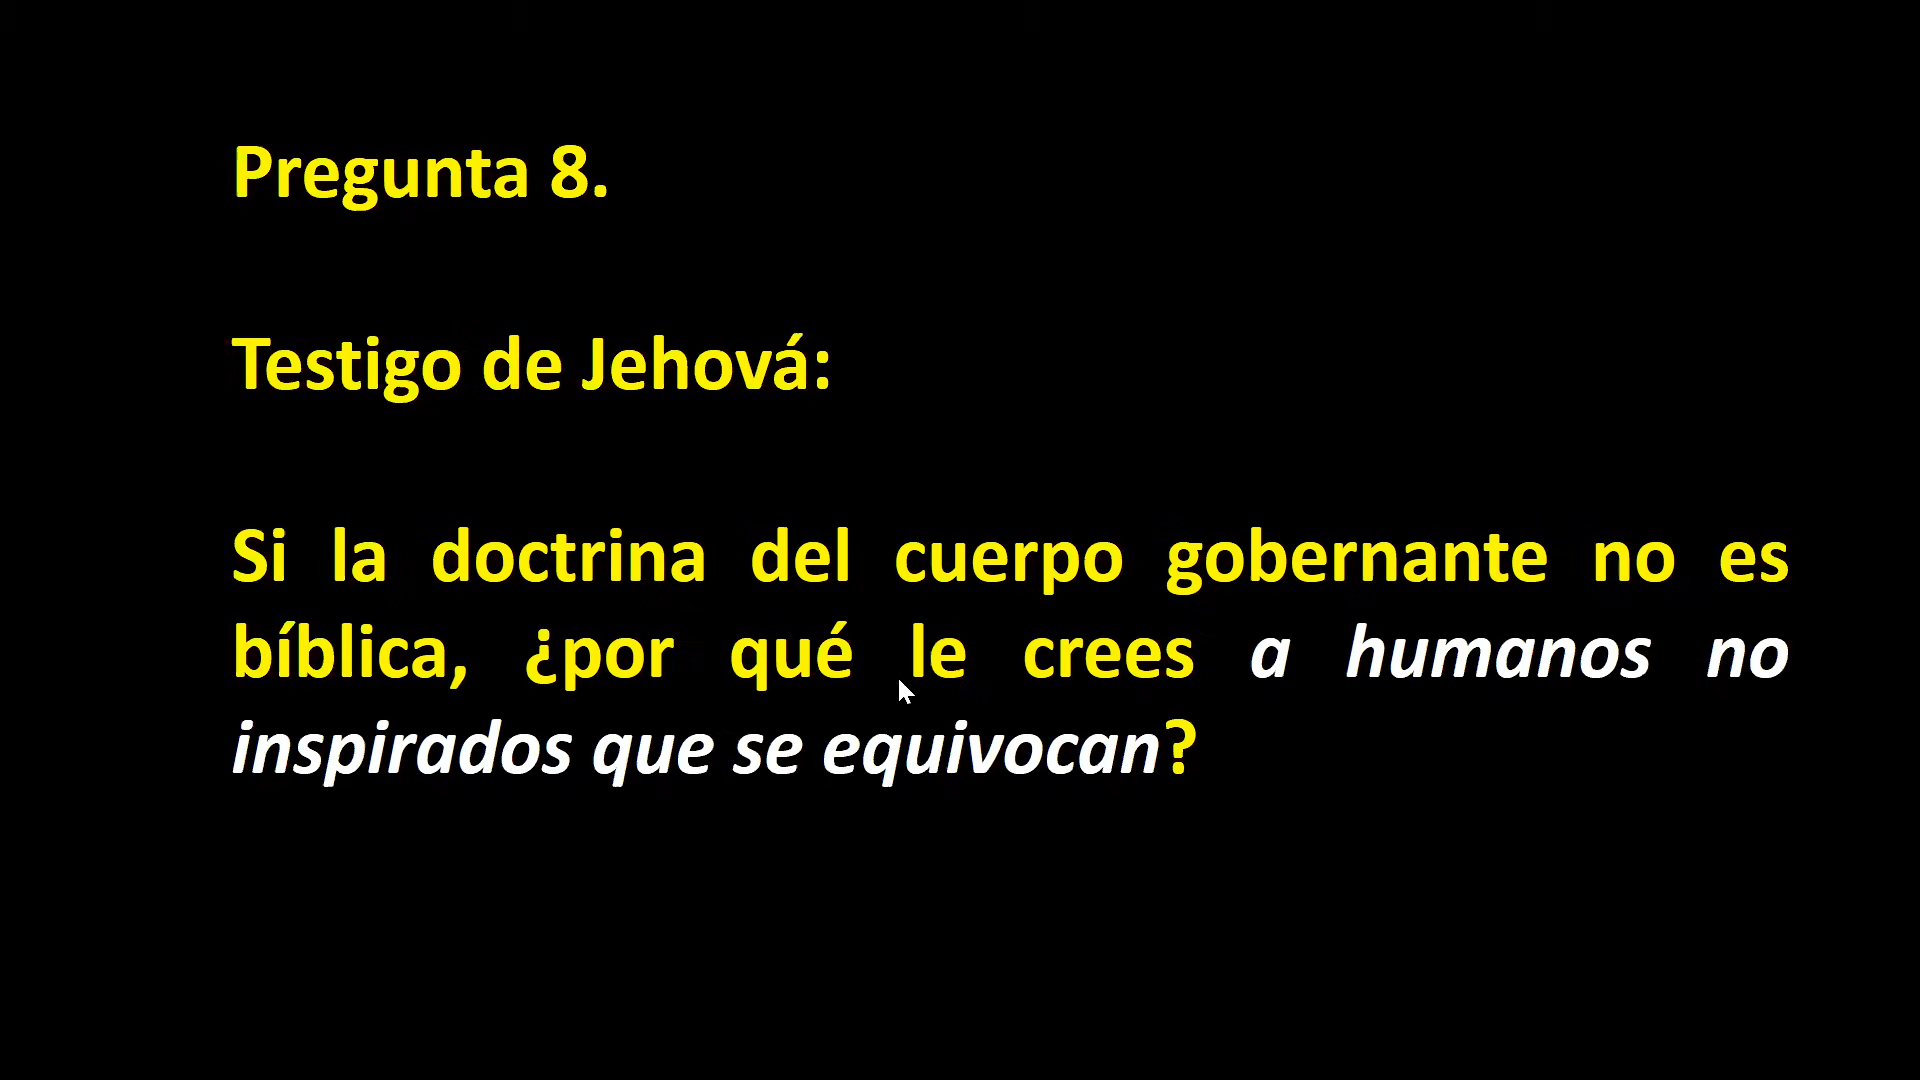 Pregunta 8.
Testigo de Jehová:
Si la doctrina del cuerpo gobernante no es
bíblica, ¿por qué le crees a humanos no
inspirados que se equivocan?